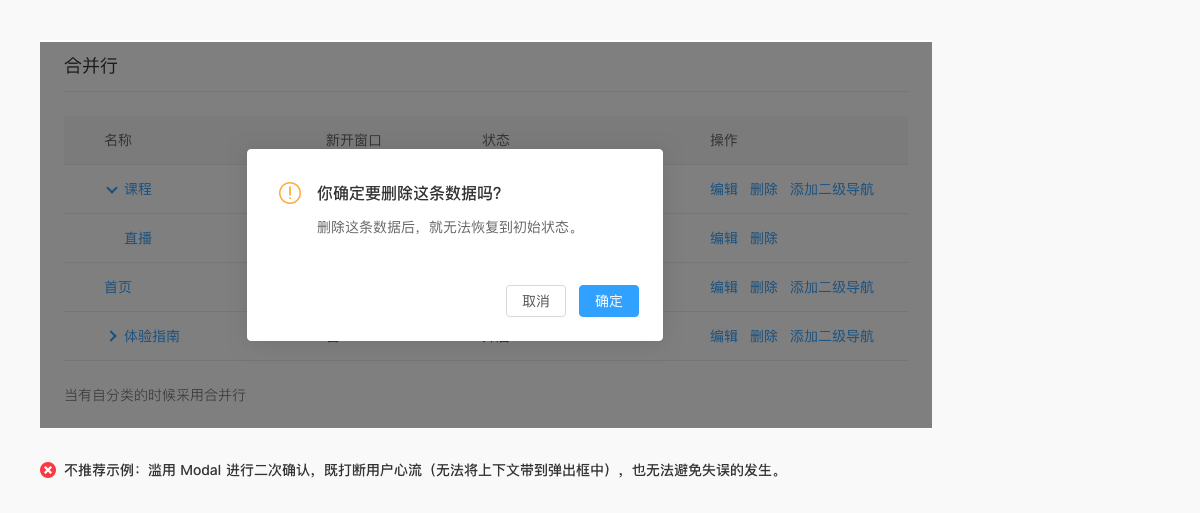 合并行
名称 新开窗口 状态 操作
课程 编辑 删除 添加二级导航
你确定要删除这条数据吗?
删除这条数据后，就无法恢复到初始状态。
直播 编辑 删除
首页 编辑 删除 添加二级导航
取消 确定
体验指南 编辑 删除 添加二级导航
当有自分类的时候采用合并行
不推荐示例：滥用 Modal 进行二次确认，既打断用户心流（无法将上下文带到弹出框中），也无法避免失误的发生。